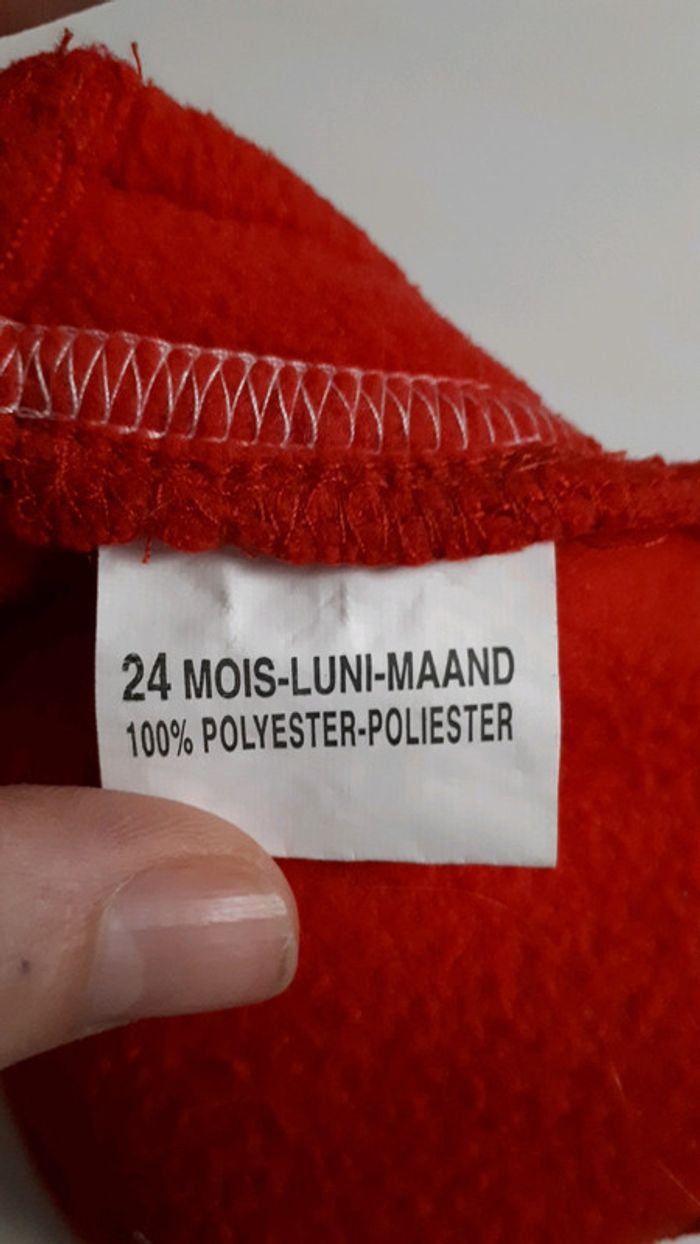 24 MOIS-LUNI-MAAND
100% POLYESTER-POLIESTER